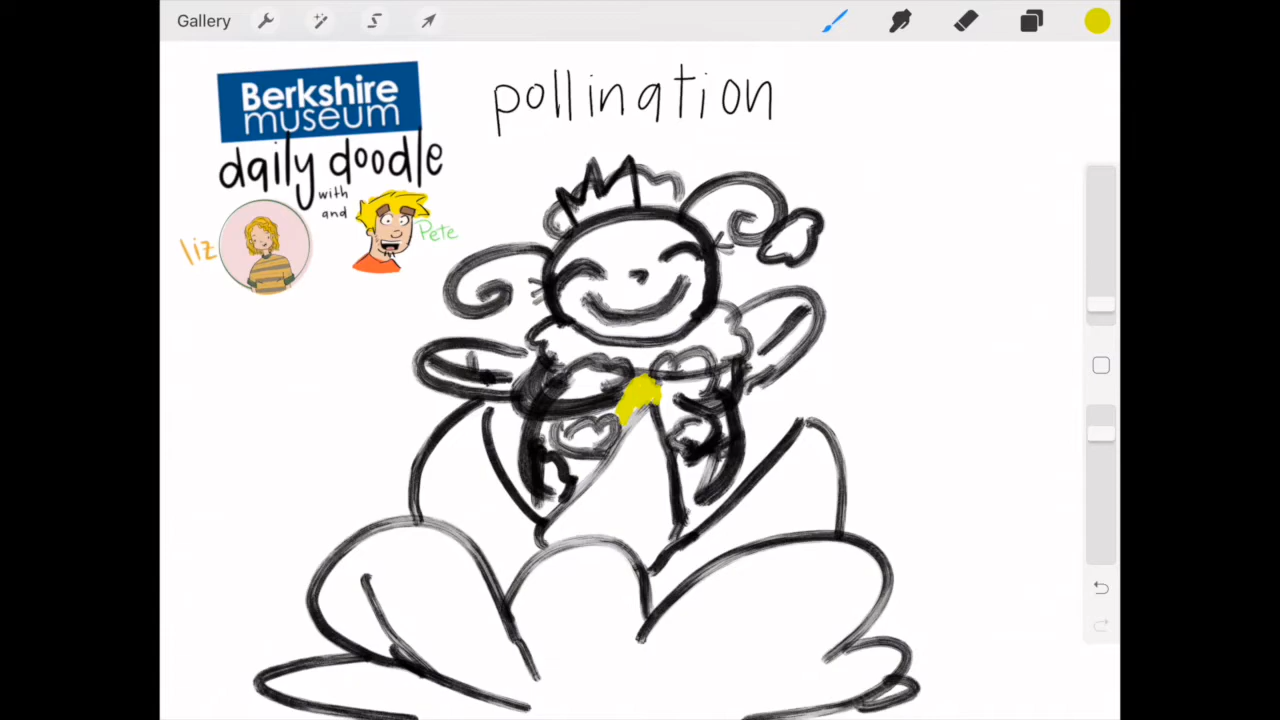 Gallery
Berkshire
museum
daily doodle
with
and
liz
Pete
pollination